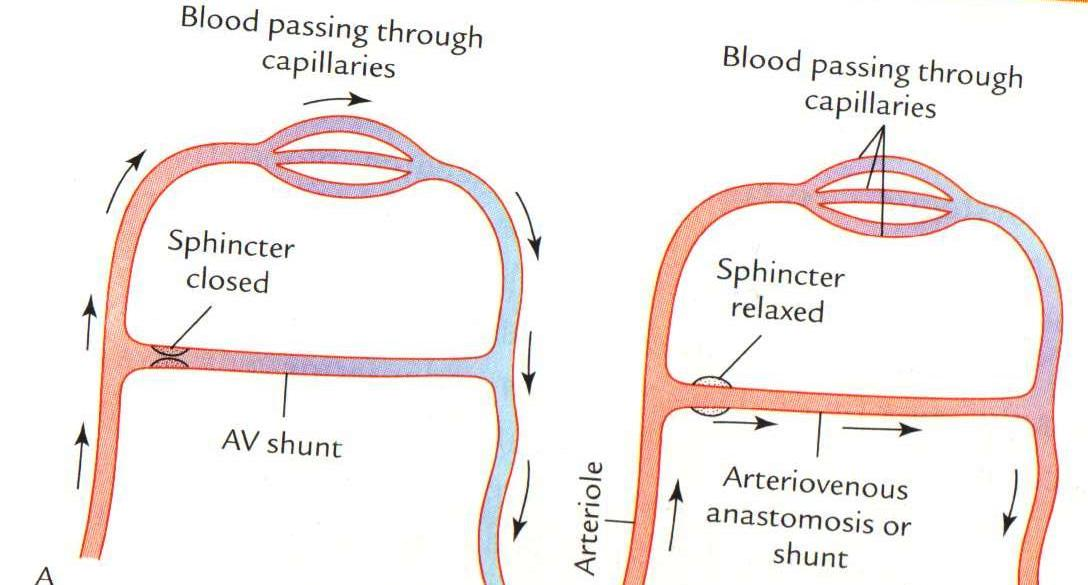 Blood passing through
capillaries
Sphincter
closed
AV shunt
A
Blood passing through
capillaries
Sphincter
relaxed
Arteriole
Arteriovenous
anastomosis or
shunt